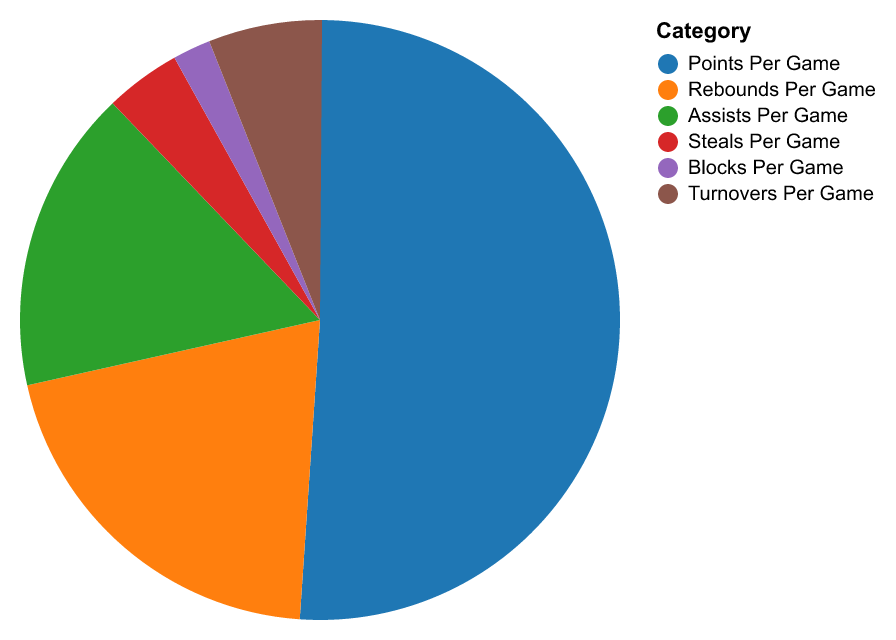 Category
Points Per Game
Rebounds Per Game
Assists Per Game
Steals Per Game
Blocks Per Game
Turnovers Per Game